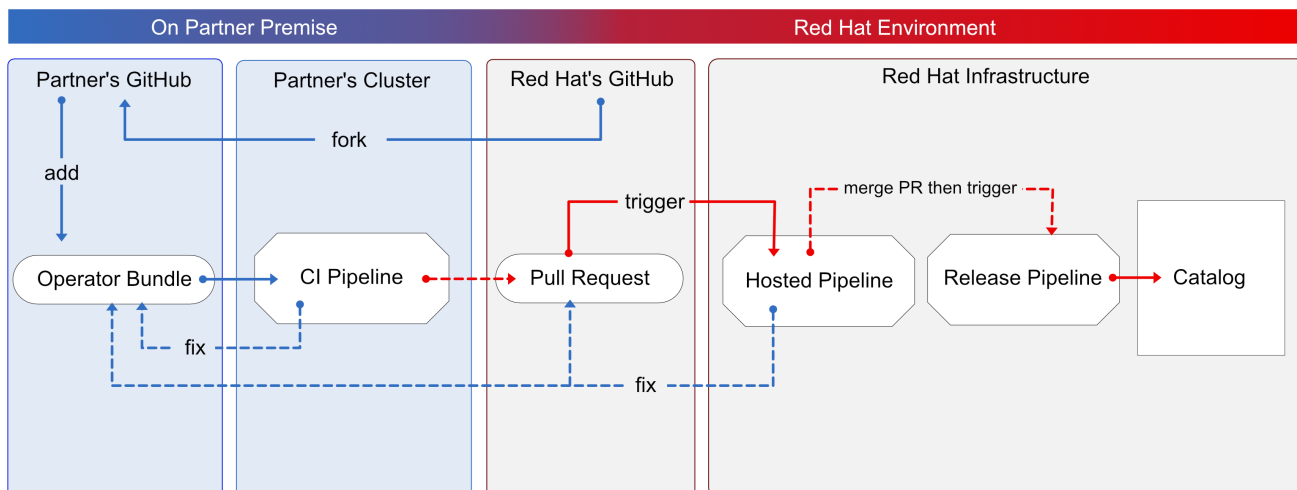 On Partner Premise
Red Hat Environment
Partner's GitHub
Partner's Cluster
Red Hat's GitHub
Red Hat Infrastructure
fork
add
merge PR then trigger
trigger
Operator Bundle
CI Pipeline
Pull Request
Hosted Pipeline
Release Pipeline
Catalog
fix
fix